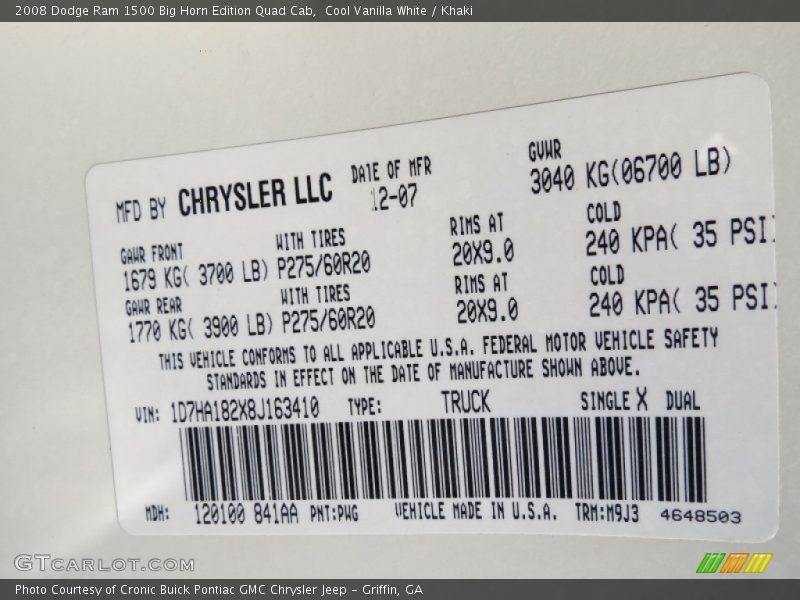 2008 Dodge Ram 1500 Big Horn Edition Quad Cab,  Cool Vanilla White / Khaki
MFD BY CHRYSLER LLC DATE OF MFR GVWR
12-07 3040 KG(06700 LB)
GAWR FRONT WITH TIRES RIMS AT COLD
1679 KG( 3700 LB) P275/60R20 20X9.0 240 KPA( 35 PSI)
GAWR REAR WITH TIRES RIMS AT COLD
1770 KG( 3900 LB) P275/60R20 20X9.0 240 KPA( 35 PSI)
THIS VEHICLE CONFORMS TO ALL APPLICABLE U.S.A. FEDERAL MOTOR VEHICLE SAFETY
STANDARDS IN EFFECT ON THE DATE OF MANUFACTURE SHOWN ABOVE.
VIN: 1D7HA182X8J163410 TYPE: TRUCK SINGLE X DUAL
MDH: 120100 841AA PNT:PWG VEHICLE MADE IN U.S.A. TRM:M9J3 4648503
GTCARLOT.COM
Photo Courtesy of Cronic Buick Pontiac GMC Chrysler Jeep - Griffin, GA